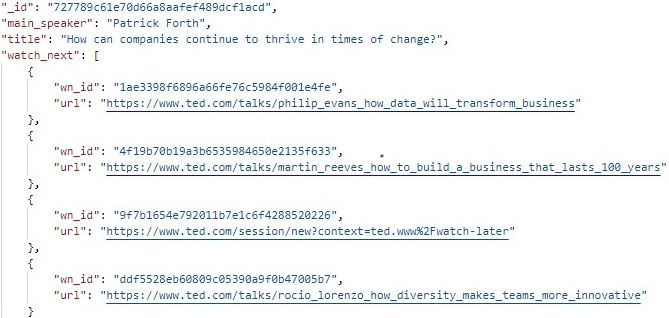 "_id": "727789c61e70d66a8aafef489dcf1acd",
"main_speaker": "Patrick Forth",
"title": "How can companies continue to thrive in times of change?",
"watch_next": [
{
"wn_id": "1ae3398f6896a66fe76c5984f001e4fe",
"url": "https://www.ted.com/talks/philip_evans_how_data_will_transform_business"
},
{
"wn_id": "4f19b70b19a3b6535984650e2135f633",
"url": "https://www.ted.com/talks/martin_reeves_how_to_build_a_business_that_lasts_100_years"
},
{
"wn_id": "9f7b1654e792011b7e1c6f4288520226",
"url": "https://www.ted.com/session/new?context=ted.www%2Fwatch-later"
},
{
"wn_id": "ddf5528eb60809c05390a9f0b47005b7",
"url": "https://www.ted.com/talks/rocio_lorenzo_how_diversity_makes_teams_more_innovative"
}